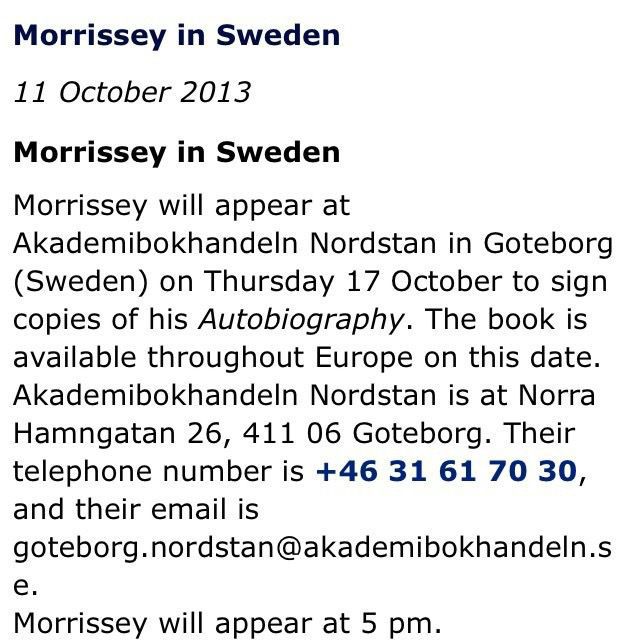 Morrissey in Sweden
11 October 2013
Morrissey in Sweden
Morrissey will appear at
Akademibokhandeln Nordstan in Goteborg
(Sweden) on Thursday 17 October to sign
copies of his Autobiography. The book is
available throughout Europe on this date.
Akademibokhandeln Nordstan is at Norra
Hamngatan 26, 411 06 Goteborg. Their
telephone number is +46 31 61 70 30,
and their email is
goteborg.nordstan@akademibokhandeln.s
e.
Morrissey will appear at 5 pm.